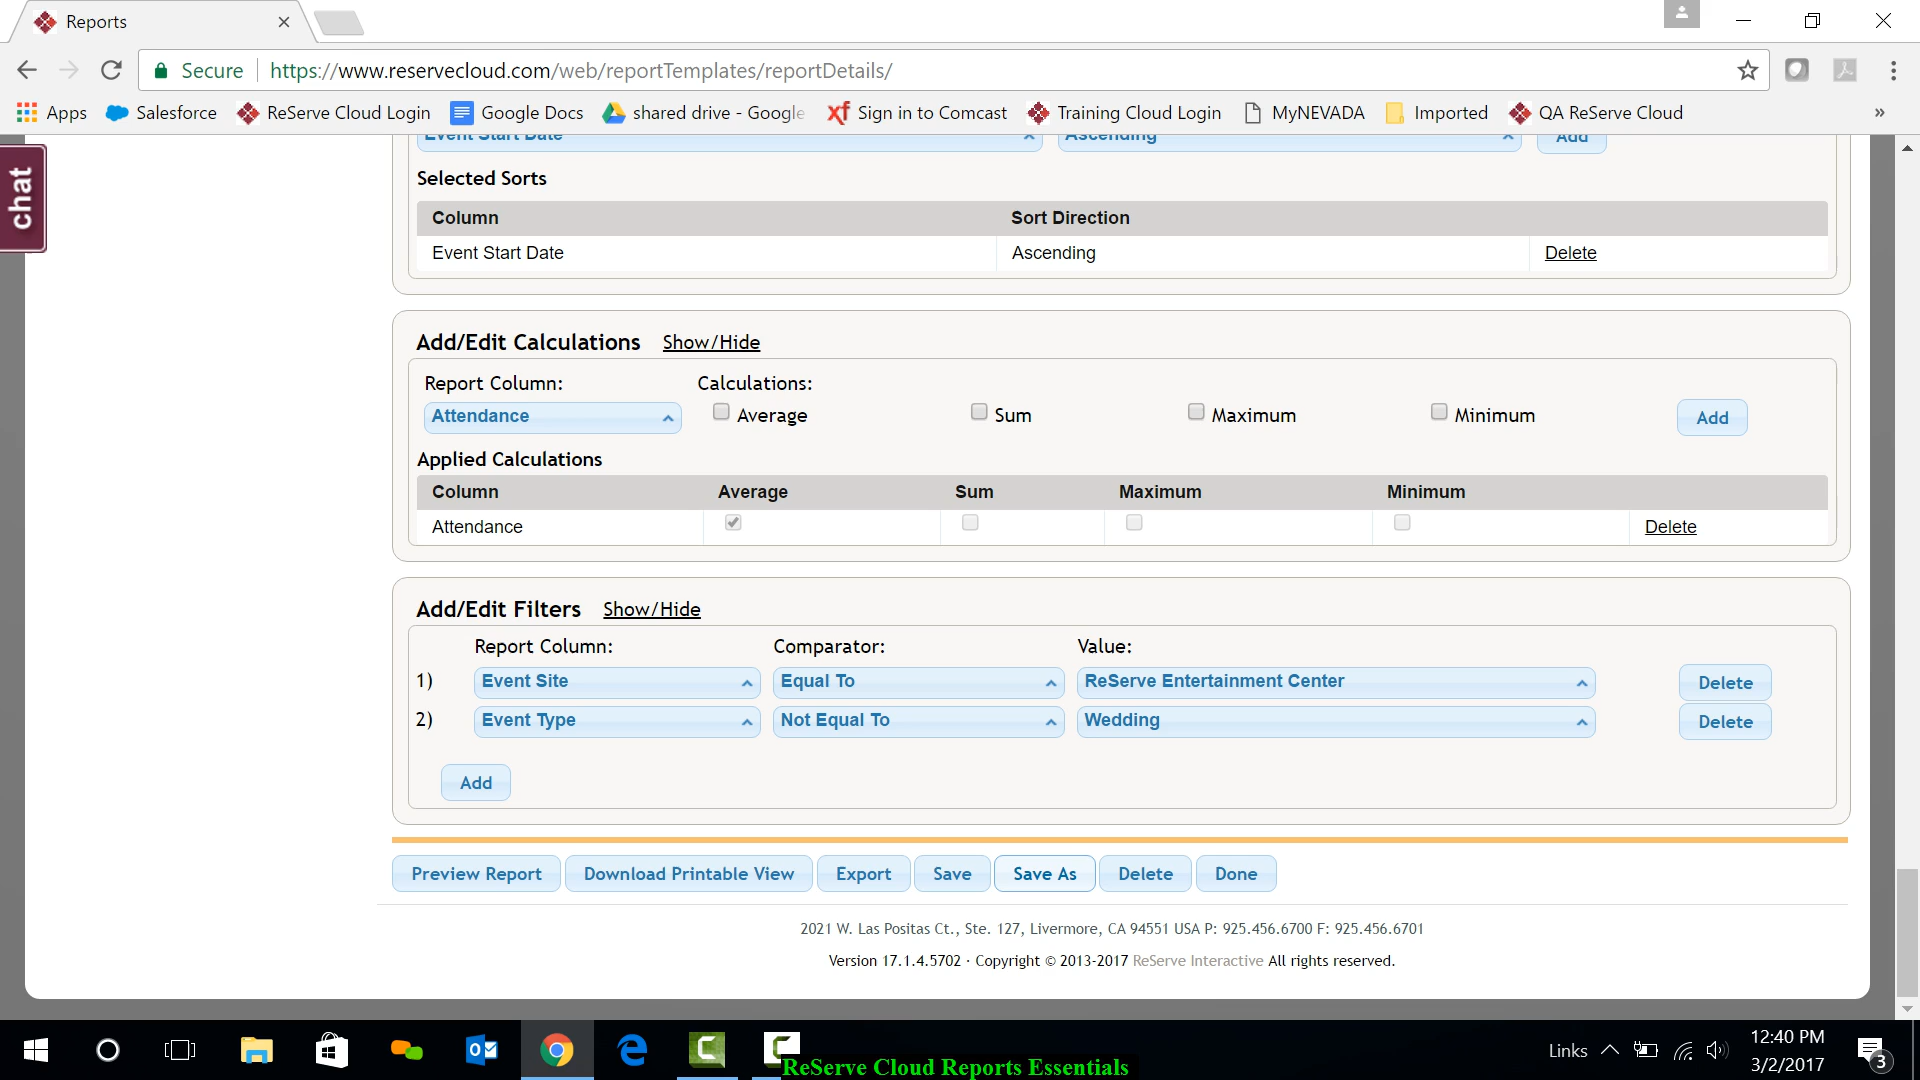 Reports
Secure https://www.reservecloud.com/web/reportTemplates/reportDetails/
Apps Salesforce ReServe Cloud Login Google Docs shared drive - Google Sign in to Comcast Training Cloud Login MyNEVADA Imported QA ReServe Cloud »
Event Start Date Ascending Add
chat
Selected Sorts
Column Sort Direction
Event Start Date Ascending Delete
Add/Edit Calculations Show/Hide
Report Column: Calculations:
Attendance Average Sum Maximum Minimum Add
Applied Calculations
Column Average Sum Maximum Minimum
Attendance Delete
Add/Edit Filters Show/Hide
Report Column: Comparator: Value:
1) Event Site Equal To ReServe Entertainment Center Delete
2) Event Type Not Equal To Wedding Delete
Add
Preview Report Download Printable View Export Save Save As Delete Done
2021 W. Las Positas Ct., Ste. 127, Livermore, CA 94551 USA P: 925.456.6700 F: 925.456.6701
Version 17.1.4.5702 · Copyright © 2013-2017 ReServe Interactive All rights reserved.
Links 12:40 PM
3/2/2017 3
ReServe Cloud Reports Essentials